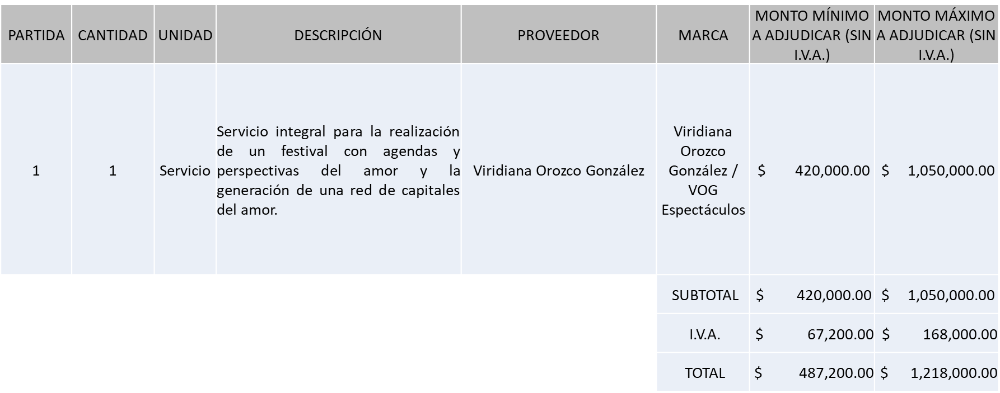 PARTIDA
CANTIDAD
UNIDAD
DESCRIPCIÓN
PROVEEDOR
MARCA
MONTO MÍNIMO
A ADJUDICAR (SIN
I.V.A.)
MONTO MÁXIMO
A ADJUDICAR (SIN
I.V.A.)
1
1
Servicio
Servicio integral para la realización
de un festival con agendas y
perspectivas del amor y la
generación de una red de capitales
del amor.
Viridiana Orozco González
Viridiana
Orozco
González /
VOG
Espectáculos
$ 420,000.00
$ 1,050,000.00
SUBTOTAL $ 420,000.00 $ 1,050,000.00
I.V.A. $ 67,200.00 $ 168,000.00
TOTAL $ 487,200.00 $ 1,218,000.00